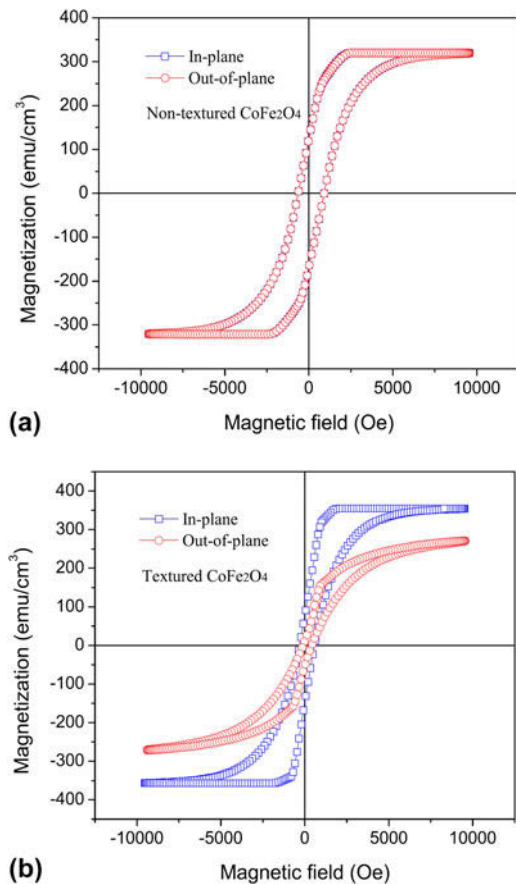 400
300
200
100
0
-100
-200
-300
-400
Magnetization (emu/cm³)
In-plane
Out-of-plane
Non-textured CoFe₂O₄
-10000 -5000 0 5000 10000
Magnetic field (Oe)
(a)
400
300
200
100
0
-100
-200
-300
-400
Magnetization (emu/cm³)
In-plane
Out-of-plane
Textured CoFe₂O₄
-10000 -5000 0 5000 10000
Magnetic field (Oe)
(b)